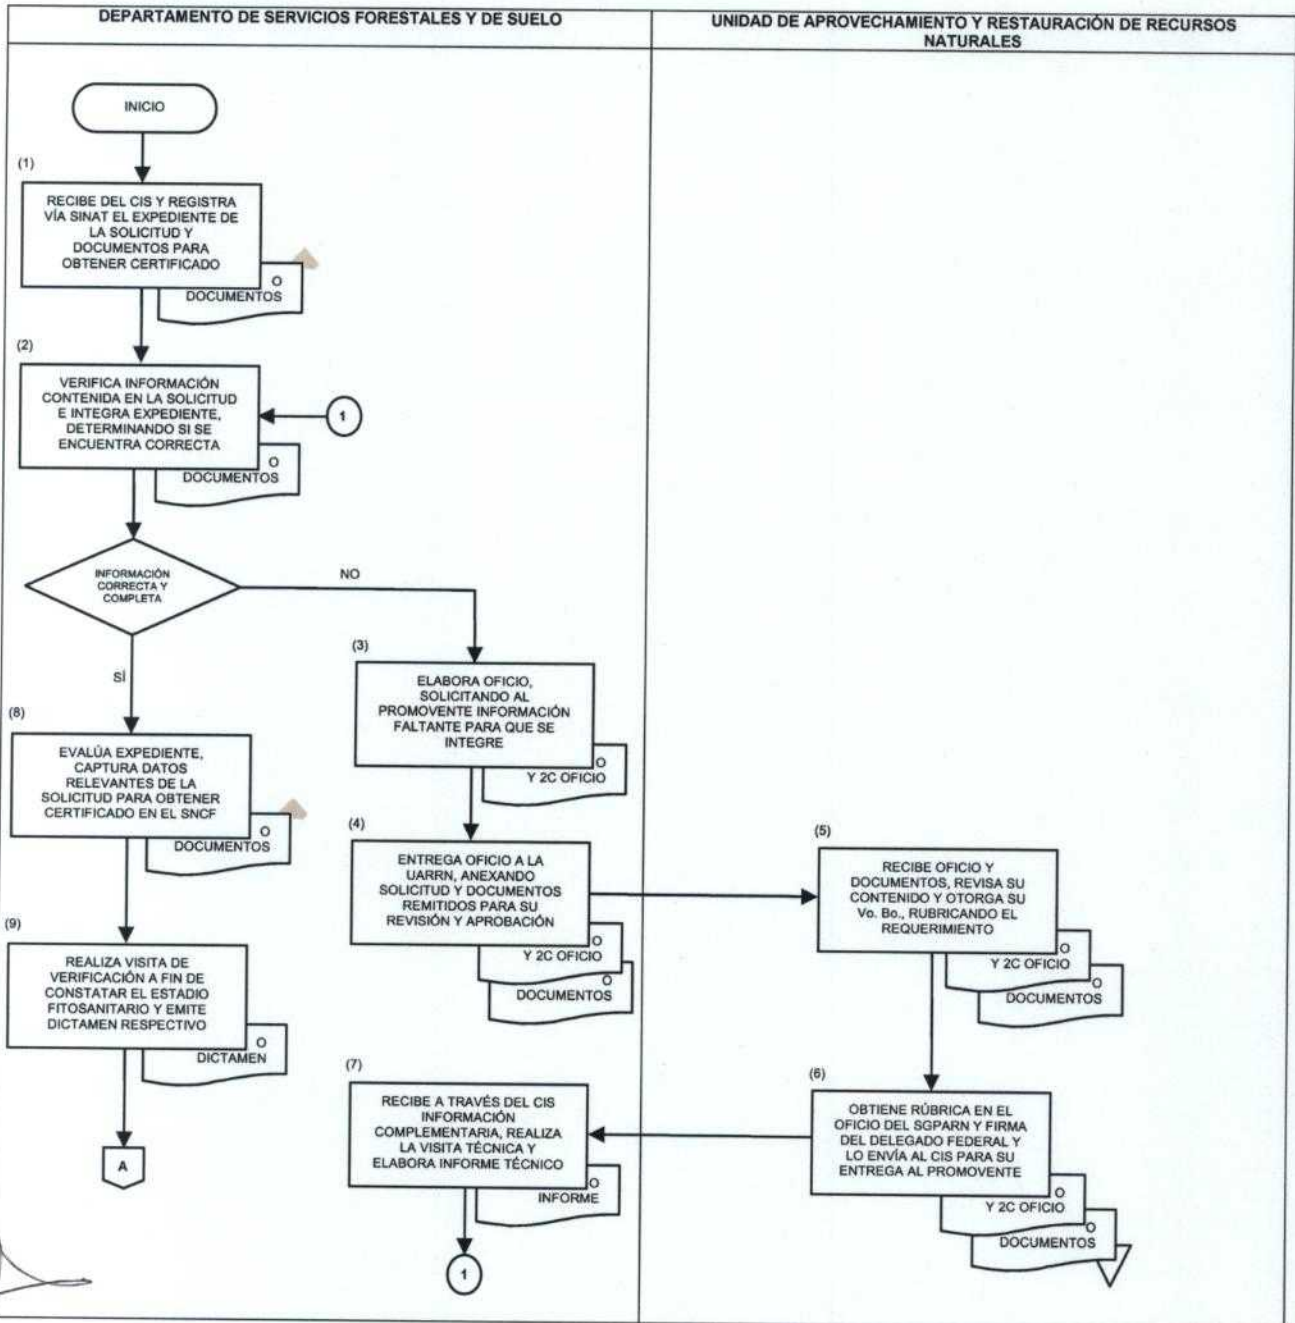 DEPARTAMENTO DE SERVICIOS FORESTALES Y DE SUELO
UNIDAD DE APROVECHAMIENTO Y RESTAURACIÓN DE RECURSOS
NATURALES
INICIO
(1)
RECIBE DEL CIS Y REGISTRA
VÍA SINAT EL EXPEDIENTE DE
LA SOLICITUD Y
DOCUMENTOS PARA
OBTENER CERTIFICADO
O
DOCUMENTOS
(2)
VERIFICA INFORMACIÓN
CONTENIDA EN LA SOLICITUD
E INTEGRA EXPEDIENTE,
DETERMINANDO SI SE
ENCUENTRA CORRECTA
1
O
DOCUMENTOS
INFORMACIÓN
CORRECTA Y
COMPLETA
NO
SÍ
(3)
ELABORA OFICIO,
SOLICITANDO AL
PROMOVENTE INFORMACIÓN
FALTANTE PARA QUE SE
INTEGRE
O
Y 2C OFICIO
(8)
EVALÚA EXPEDIENTE,
CAPTURA DATOS
RELEVANTES DE LA
SOLICITUD PARA OBTENER
CERTIFICADO EN EL SNCF
O
DOCUMENTOS
(4)
ENTREGA OFICIO A LA
UARRN, ANEXANDO
SOLICITUD Y DOCUMENTOS
REMITIDOS PARA SU
REVISIÓN Y APROBACIÓN
O
Y 2C OFICIO
O
DOCUMENTOS
(5)
RECIBE OFICIO Y
DOCUMENTOS, REVISA SU
CONTENIDO Y OTORGA SU
Vo. Bo., RUBRICANDO EL
REQUERIMIENTO
O
Y 2C OFICIO
O
DOCUMENTOS
(9)
REALIZA VISITA DE
VERIFICACIÓN A FIN DE
CONSTATAR EL ESTADIO
FITOSANITARIO Y EMITE
DICTAMEN RESPECTIVO
O
DICTAMEN
A
(7)
RECIBE A TRAVÉS DEL CIS
INFORMACIÓN
COMPLEMENTARIA, REALIZA
LA VISITA TÉCNICA Y
ELABORA INFORME TÉCNICO
O
INFORME
1
(6)
OBTIENE RÚBRICA EN EL
OFICIO DEL SGPARN Y FIRMA
DEL DELEGADO FEDERAL Y
LO ENVÍA AL CIS PARA SU
ENTREGA AL PROMOVENTE
O
Y 2C OFICIO
O
DOCUMENTOS